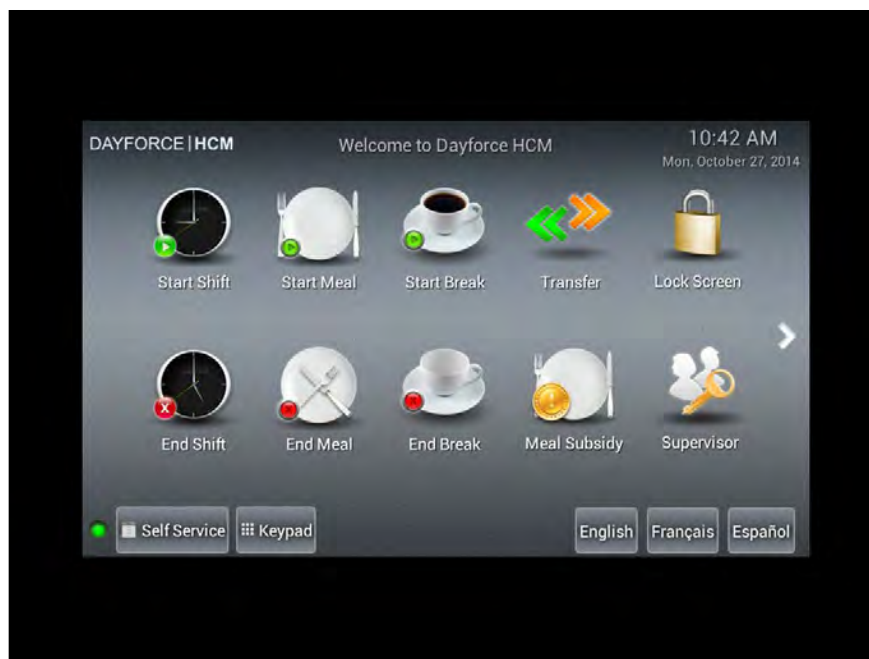 DAYFORCE | HCM
Welcome to Dayforce HCM
10:42 AM
Mon, October 27, 2014
Start Shift
Start Meal
Start Break
Transfer
Lock Screen
End Shift
End Meal
End Break
Meal Subsidy
Supervisor
Self Service
Keypad
English
Français
Español